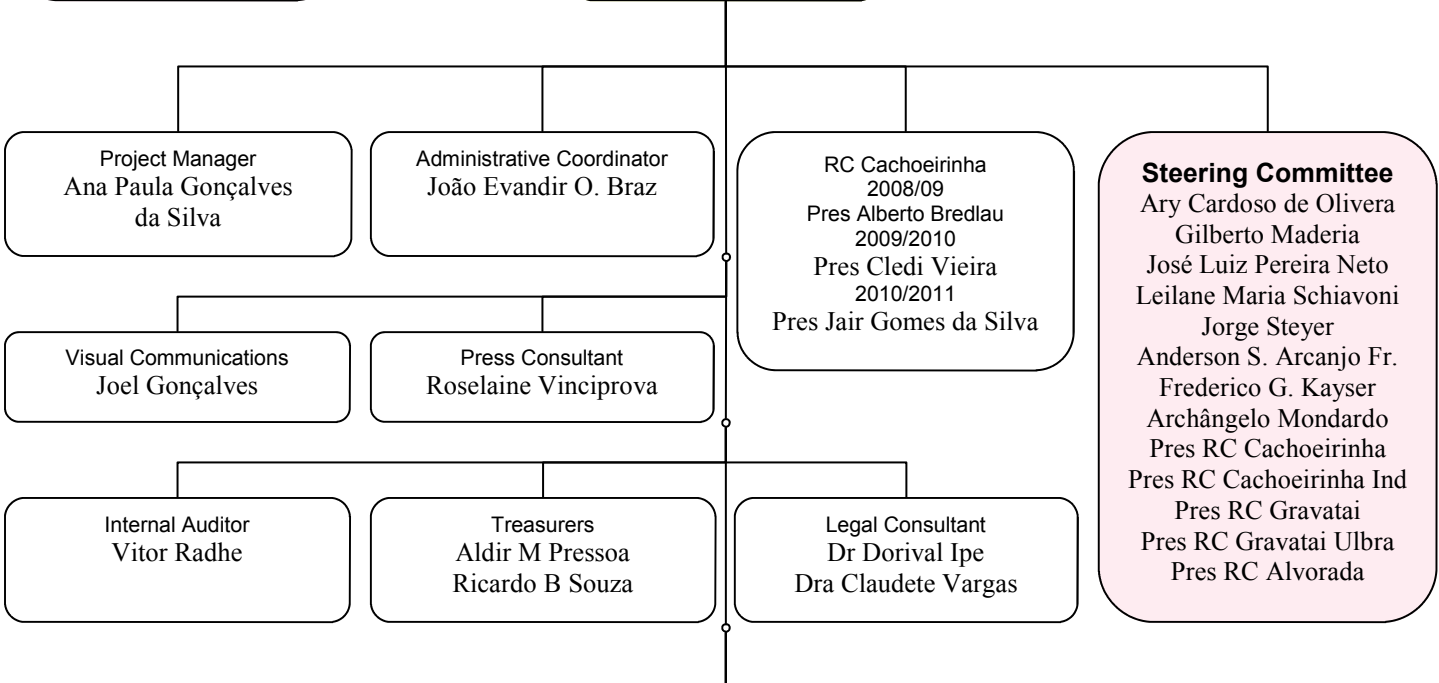 Project Manager
Ana Paula Gonçalves
da Silva
Administrative Coordinator
João Evandir O. Braz
RC Cachoeirinha
2008/09
Pres Alberto Bredlau
2009/2010
Pres Cledi Vieira
2010/2011
Pres Jair Gomes da Silva
Steering Committee
Ary Cardoso de Olivera
Gilberto Maderia
José Luiz Pereira Neto
Leilane Maria Schiavoni
Jorge Steyer
Anderson S. Arcanjo Fr.
Frederico G. Kayser
Archângelo Mondardo
Pres RC Cachoeirinha
Pres RC Cachoeirinha Ind
Pres RC Gravatai
Pres RC Gravatai Ulbra
Pres RC Alvorada
Visual Communications
Joel Gonçalves
Press Consultant
Roselaine Vinciprova
Internal Auditor
Vitor Radhe
Treasurers
Aldir M Pressoa
Ricardo B Souza
Legal Consultant
Dr Dorival Ipe
Dra Claudete Vargas